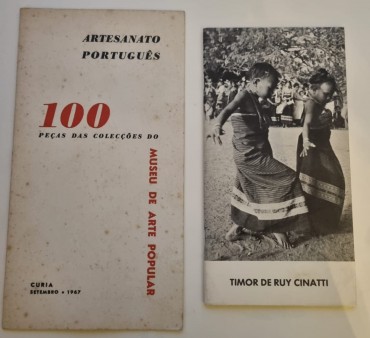 ARTESANATO
PORTUGUÊS
100
PEÇAS DAS COLECÇÕES DO
MUSEU DE ARTE POPULAR
CURIA
SETEMBRO • 1967
TIMOR DE RUY CINATTI